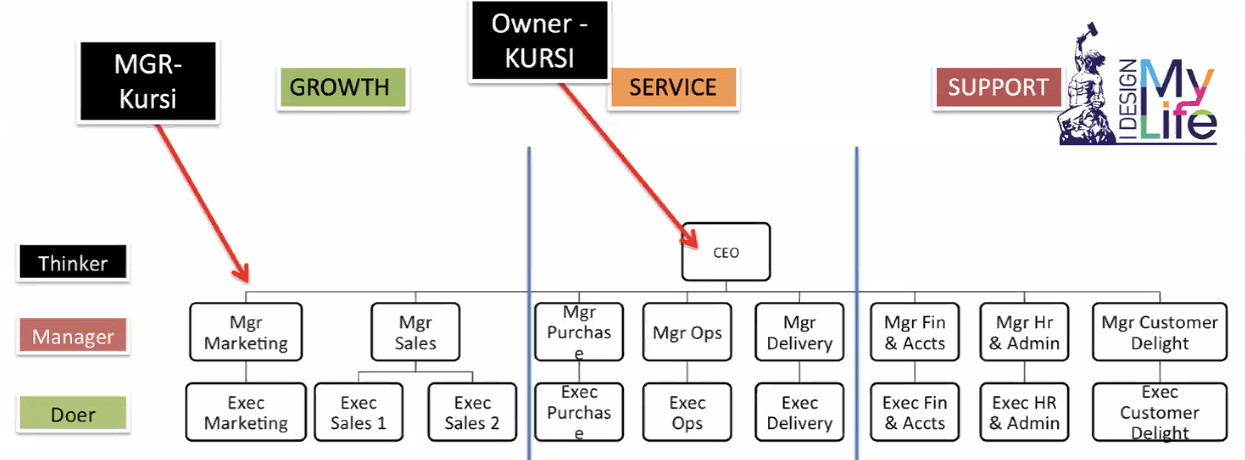 MGR-
Kursi
GROWTH
Owner -
KURSI
SERVICE
SUPPORT
I DESIGN
My
Life
Thinker
CEO
Manager
Mgr
Marketing
Mgr
Sales
Mgr
Purchas
e
Mgr Ops
Mgr
Delivery
Mgr Fin
& Accts
Mgr Hr
& Admin
Mgr Customer
Delight
Doer
Exec
Marketing
Exec
Sales 1
Exec
Sales 2
Exec
Purchas
e
Exec
Ops
Exec
Delivery
Exec Fin
& Accts
Exec HR
& Admin
Exec
Customer
Delight